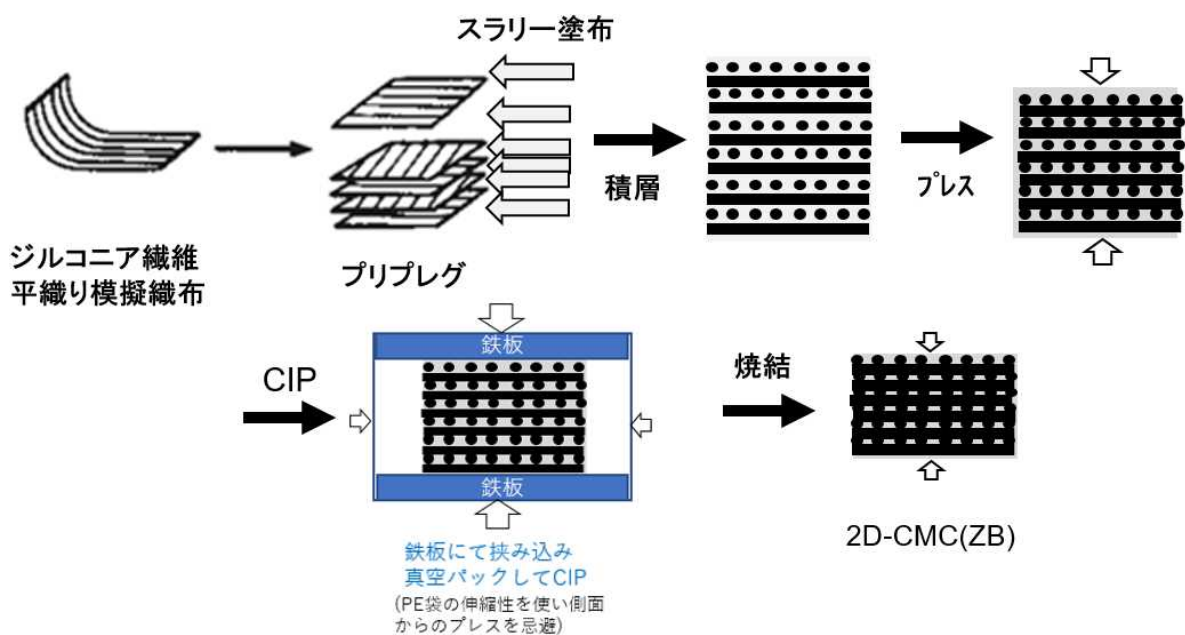 スラリー塗布
積層
プレス
ジルコニア繊維
平織り模擬織布
プリプレグ
CIP
鉄板
鉄板
焼結
鉄板にて挟み込み
真空パックしてCIP
(PE袋の伸縮性を使い側面
からのプレスを忌避)
2D-CMC(ZB)